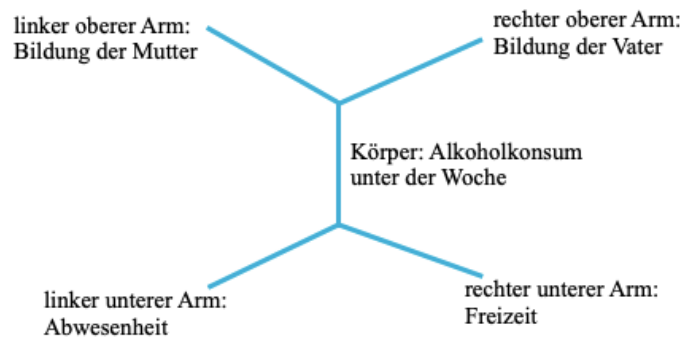 linker oberer Arm:
Bildung der Mutter
rechter oberer Arm:
Bildung der Vater
Körper: Alkoholkonsum
unter der Woche
linker unterer Arm:
Abwesenheit
rechter unterer Arm:
Freizeit